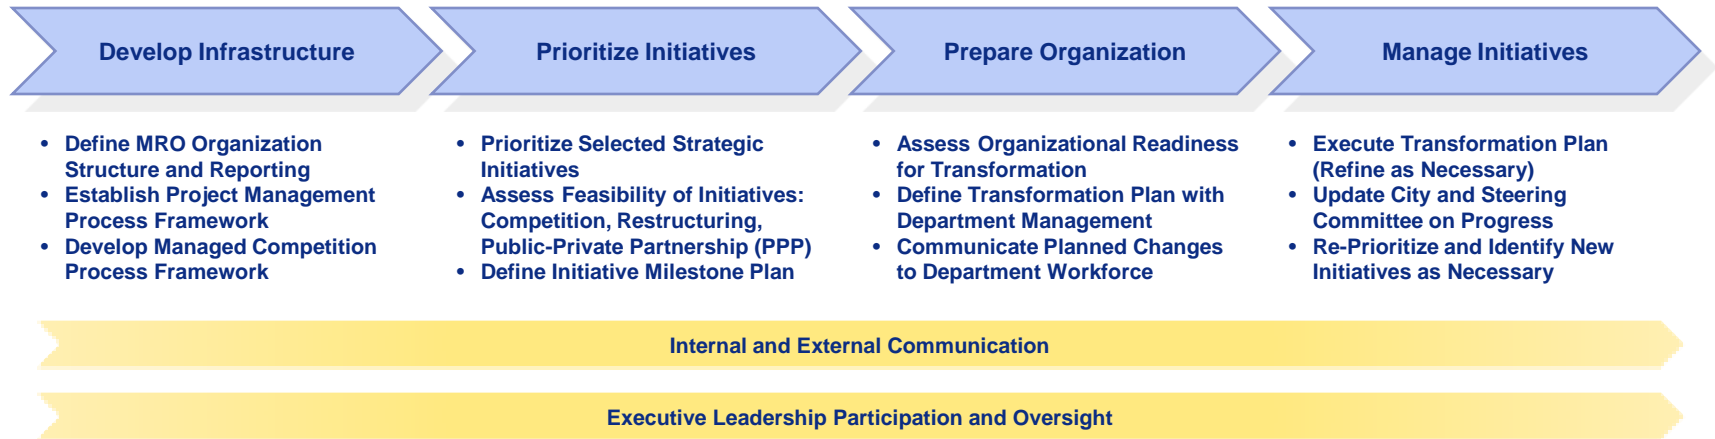 Develop Infrastructure
Prioritize Initiatives
Prepare Organization
Manage Initiatives
• Define MRO Organization
Structure and Reporting
• Establish Project Management
Process Framework
• Develop Managed Competition
Process Framework
• Prioritize Selected Strategic
Initiatives
• Assess Feasibility of Initiatives:
Competition, Restructuring,
Public-Private Partnership (PPP)
• Define Initiative Milestone Plan
• Assess Organizational Readiness
for Transformation
• Define Transformation Plan with
Department Management
• Communicate Planned Changes
to Department Workforce
• Execute Transformation Plan
(Refine as Necessary)
• Update City and Steering
Committee on Progress
• Re-Prioritize and Identify New
Initiatives as Necessary
Internal and External Communication
Executive Leadership Participation and Oversight